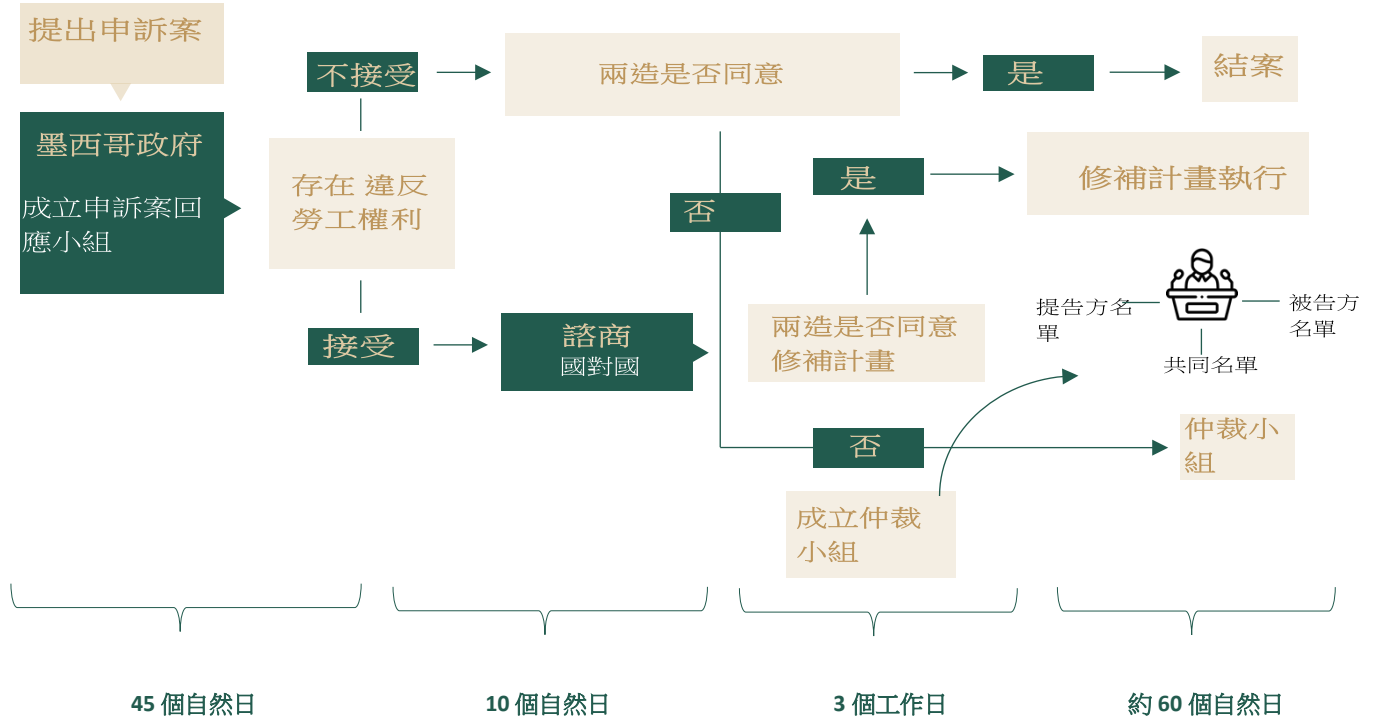 提出申訴案
墨西哥政府
成立申訴案回
應小組
不接受
存在 違反
勞工權利
接受
兩造是否同意
是
結案
否
是
修補計畫執行
諮商
國對國
兩造是否同意
修補計畫
提告方名
單
被告方
名單
共同名單
否
仲裁小
組
成立仲裁
小組
45 個自然日
10 個自然日
3 個工作日
約 60 個自然日